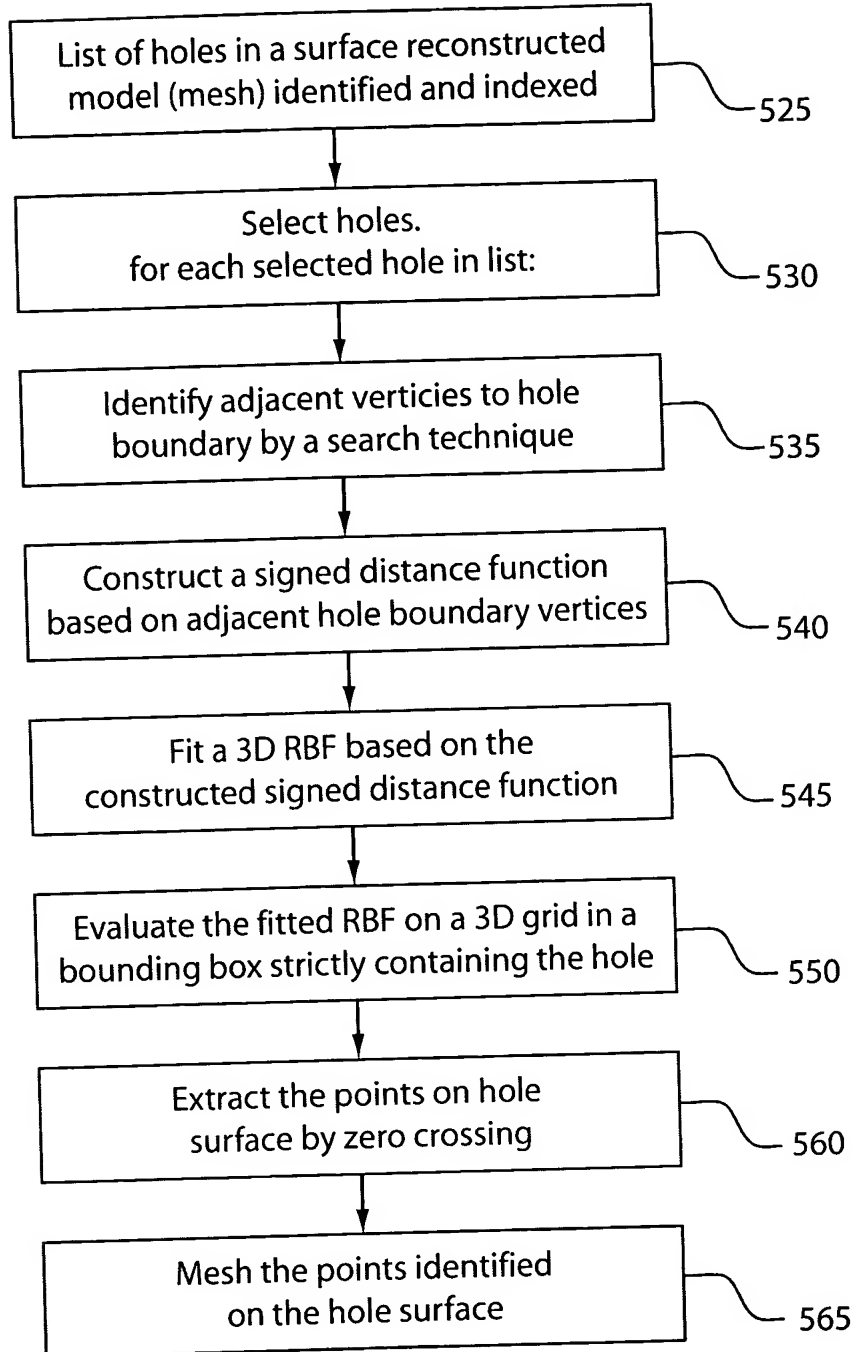 List of holes in a surface reconstructed
model (mesh) identified and indexed
525
Select holes.
for each selected hole in list:
530
Identify adjacent verticies to hole
boundary by a search technique
535
Construct a signed distance function
based on adjacent hole boundary vertices
540
Fit a 3D RBF based on the
constructed signed distance function
545
Evaluate the fitted RBF on a 3D grid in a
bounding box strictly containing the hole
550
Extract the points on hole
surface by zero crossing
560
Mesh the points identified
on the hole surface
565